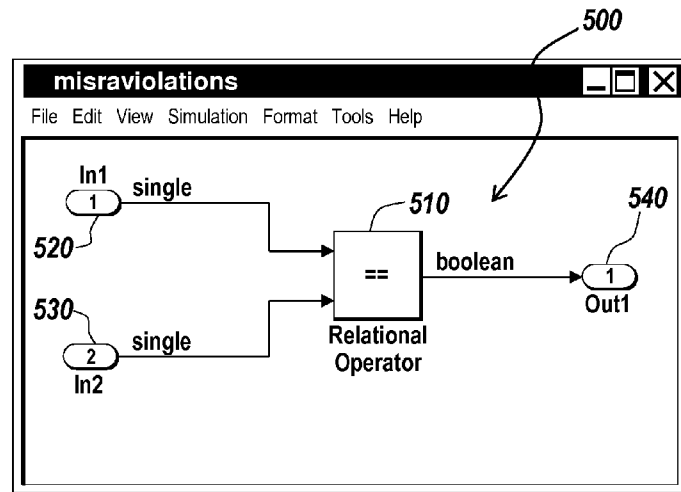 500
misraviolations
File Edit View Simulation Format Tools Help
In1
single
1
520
510
540
==
boolean
1
Out1
530
single
2
In2
Relational
Operator